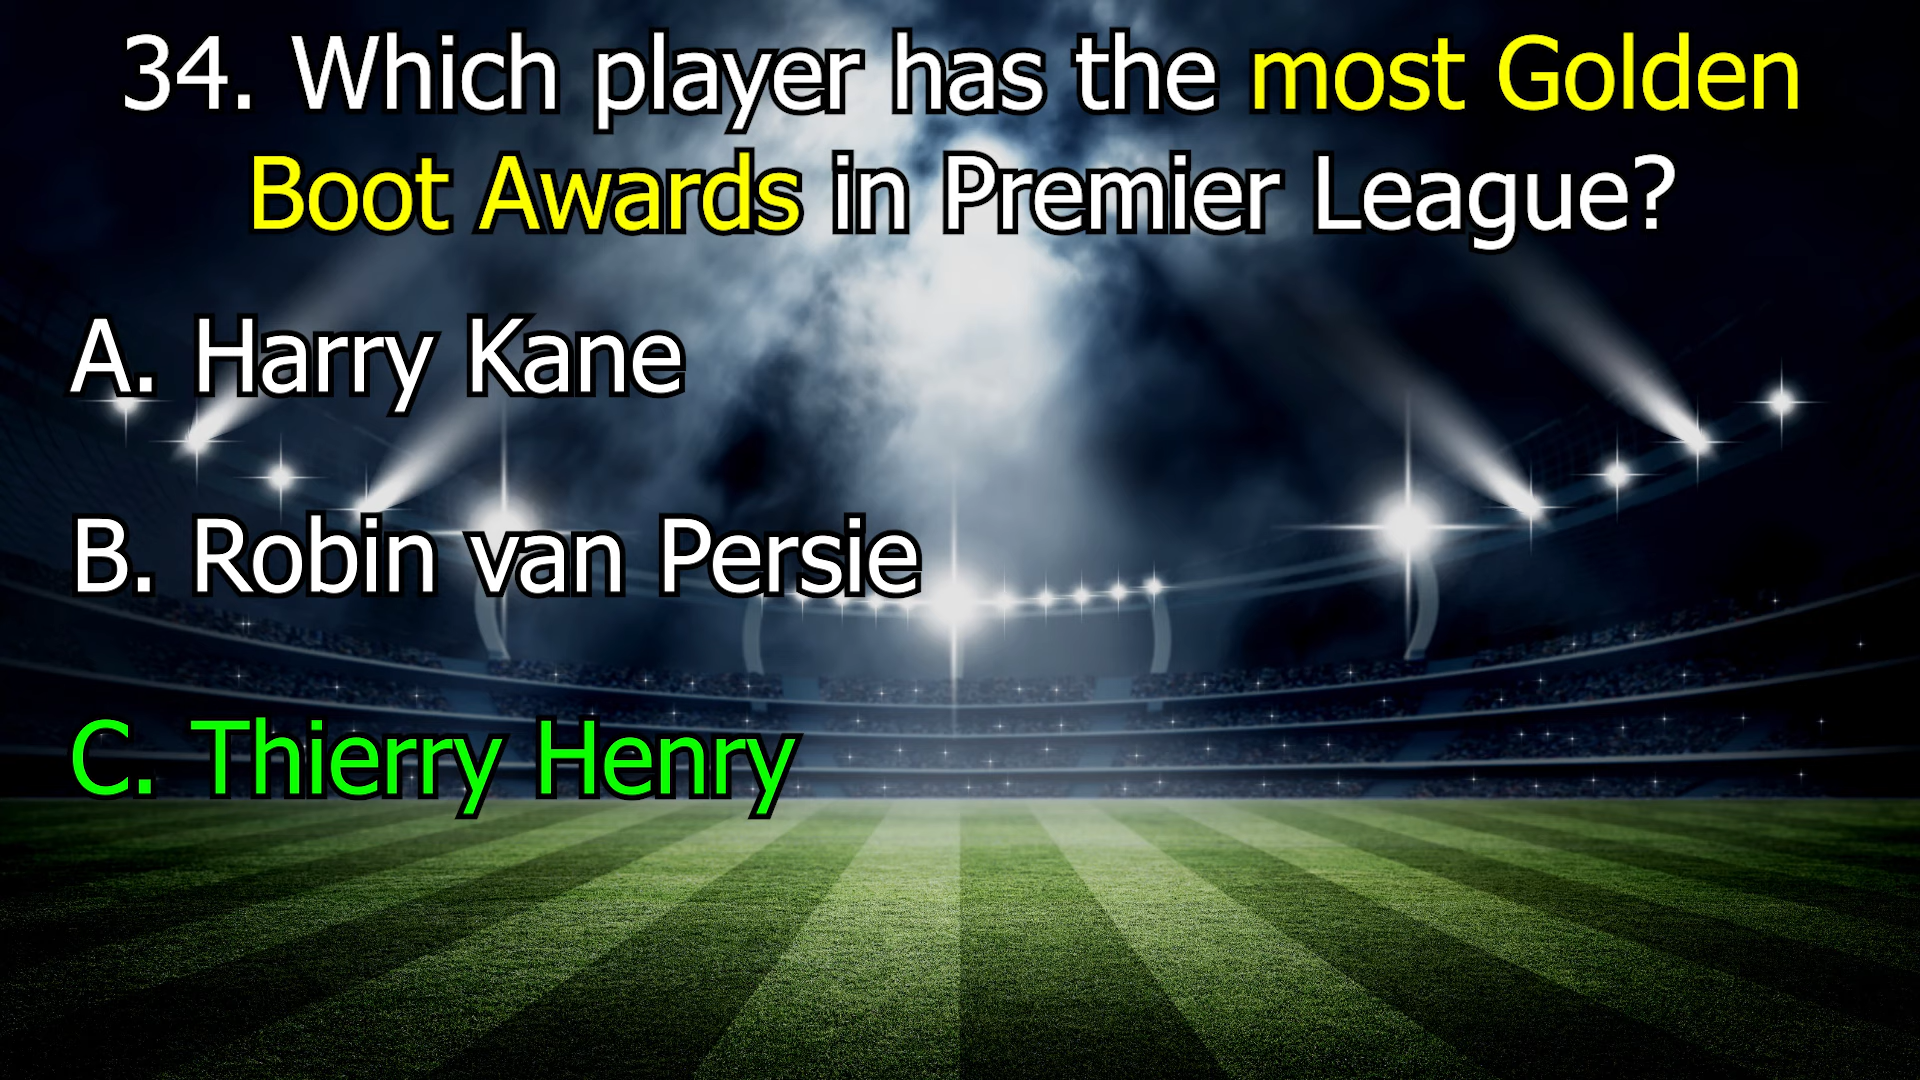 34. Which player has the most Golden
Boot Awards in Premier League?
A. Harry Kane
B. Robin van Persie
C. Thierry Henry